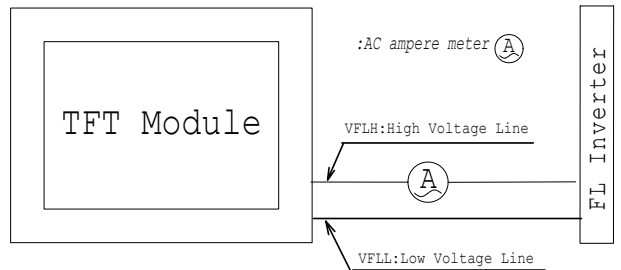 :AC ampere meter A
TFT Module
VFLH:High Voltage Line
A
FL Inverter
VFLL:Low Voltage Line